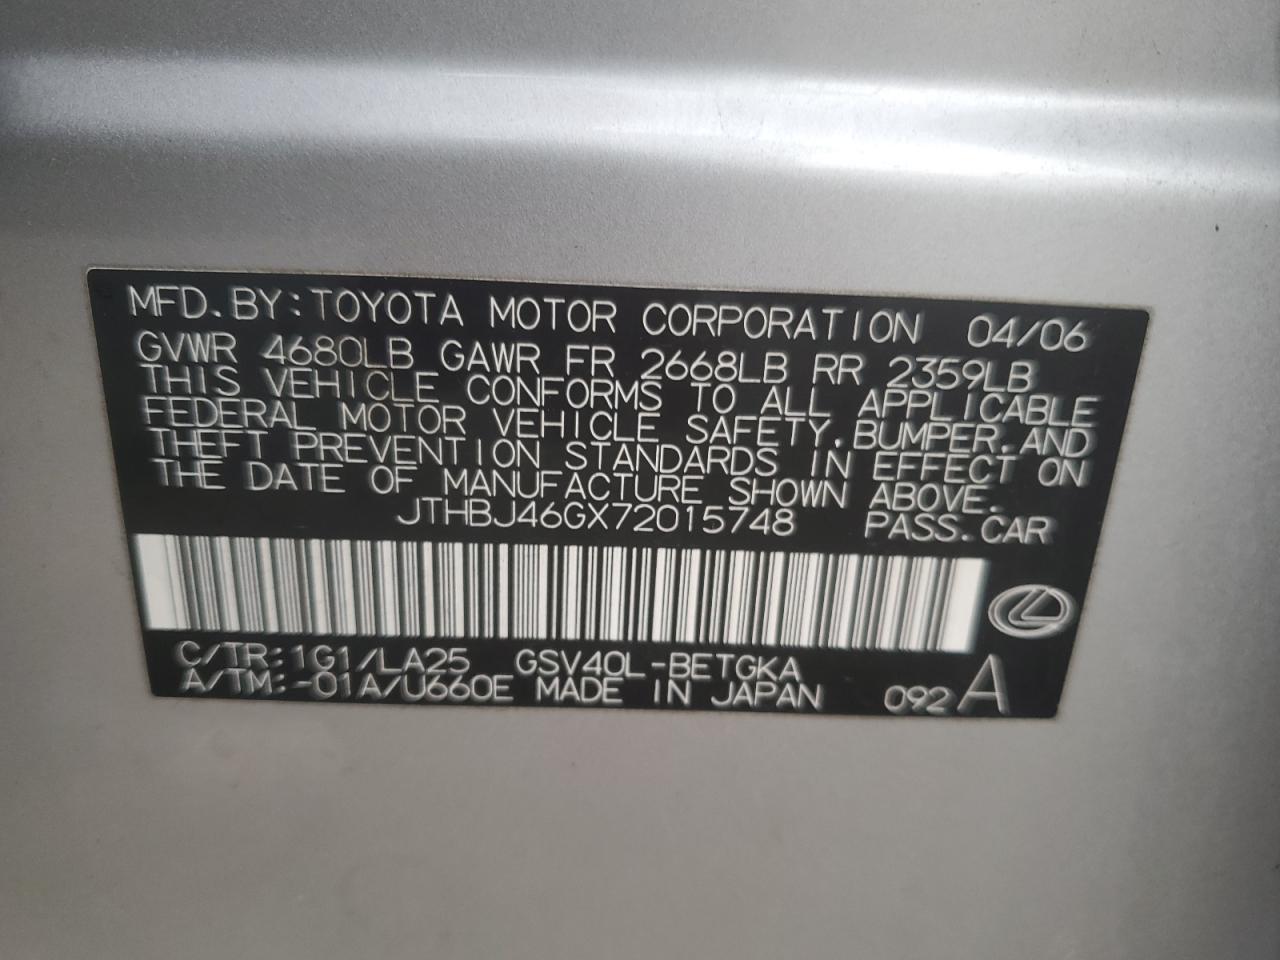 MFD. BY: TOYOTA MOTOR CORPORATION 04/06
GVWR 4680LB GAWR FR 2668LB RR 2359LB
THIS VEHICLE CONFORMS TO ALL APPLICABLE
FEDERAL MOTOR VEHICLE SAFETY, BUMPER, AND
THEFT PREVENTION STANDARDS IN EFFECT ON
THE DATE OF MANUFACTURE SHOWN ABOVE.
JTHBJ46GX72015748 PASS. CAR
C/TR: 1G1/LA25 GSV40L-BETGKA
A/TM: -01A/U660E MADE IN JAPAN 092 A